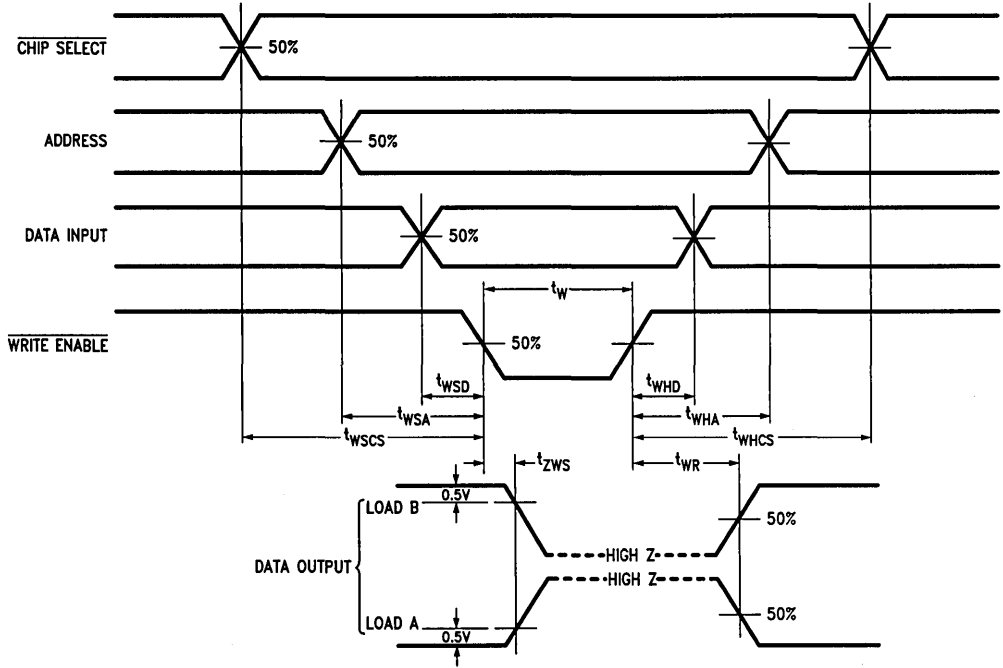 CHIP SELECT
50%
ADDRESS
50%
DATA INPUT
50%
tW
WRITE ENABLE
50%
tWSD
tWHD
tWSA
tWHA
tWSCS
tWHCS
tZWS
tWR
0.5V
LOAD B
50%
HIGH Z
DATA OUTPUT
HIGH Z
LOAD A
50%
0.5V